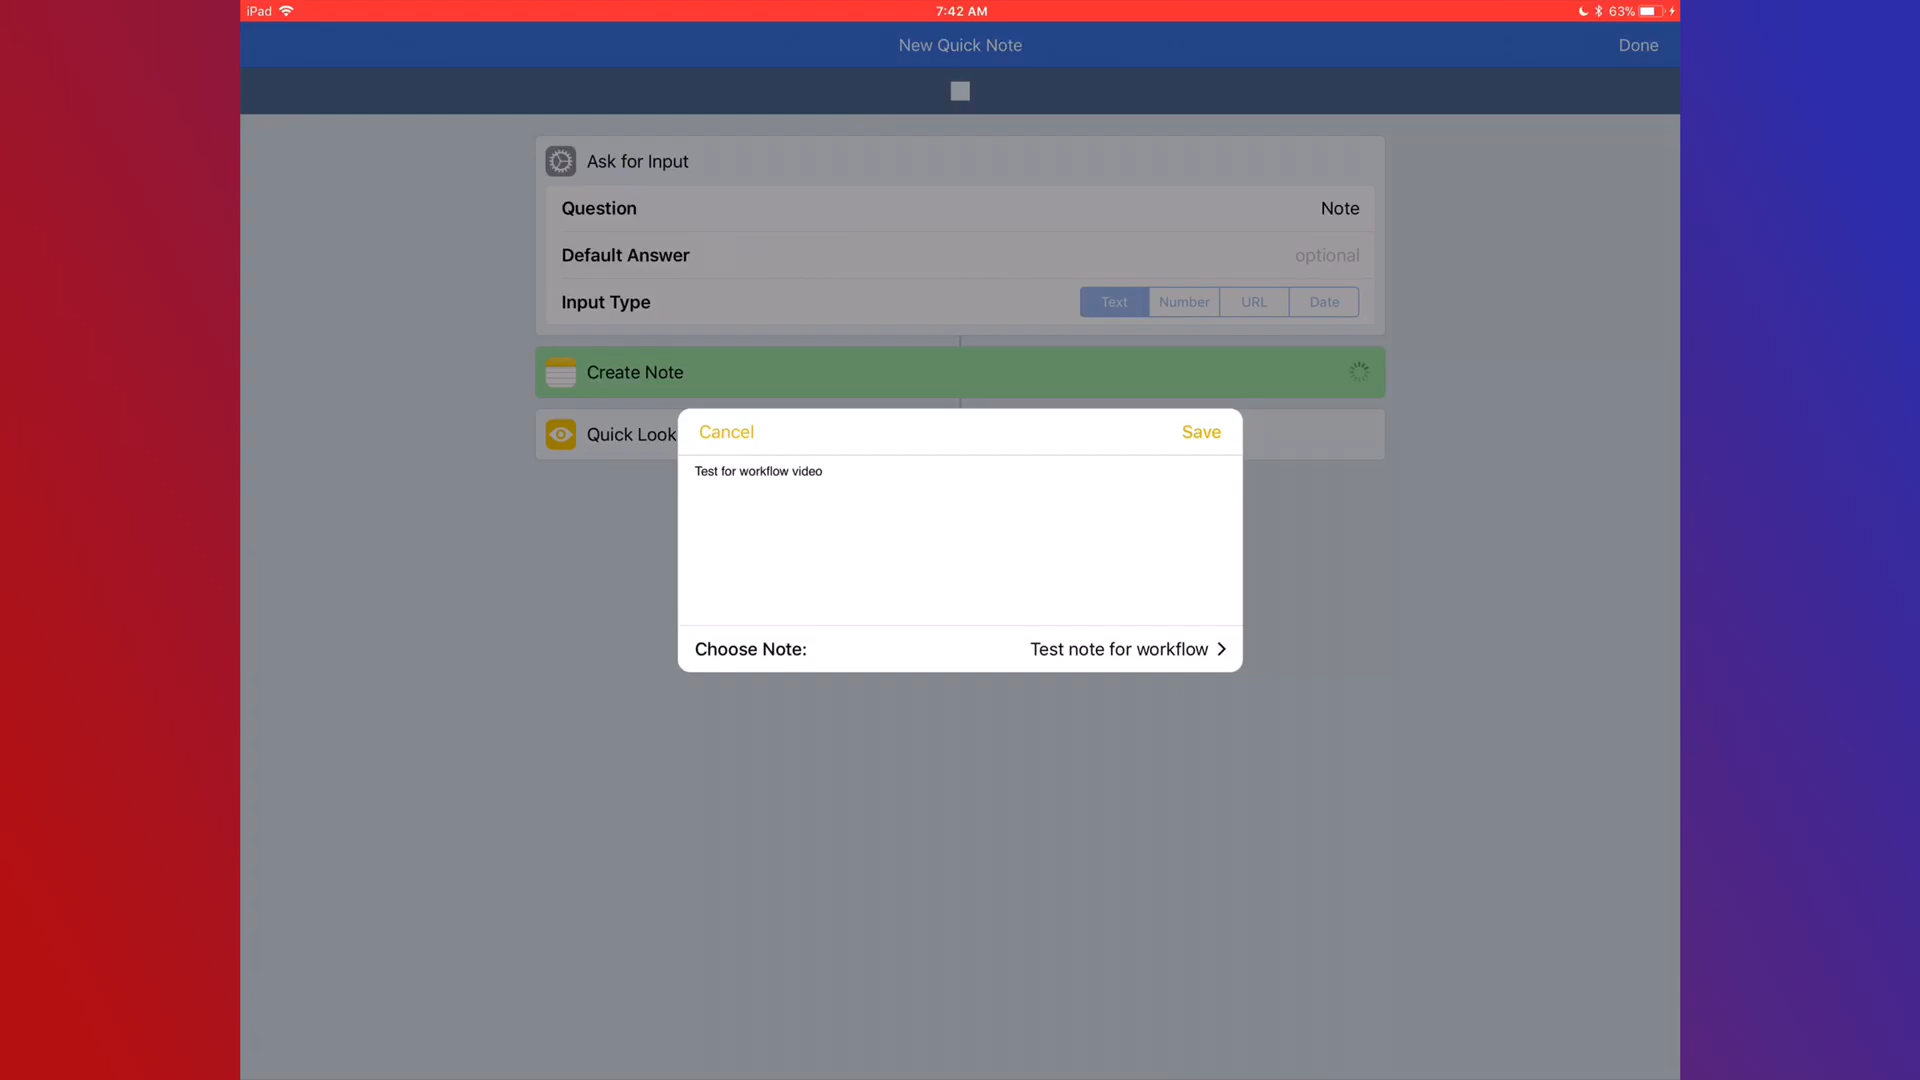 iPad 7:42 AM 63%
New Quick Note Done
Ask for Input
Question Note
Default Answer optional
Input Type Text Number URL Date
Create Note
Quick Look
Cancel Save
Test for workflow video
Choose Note: Test note for workflow